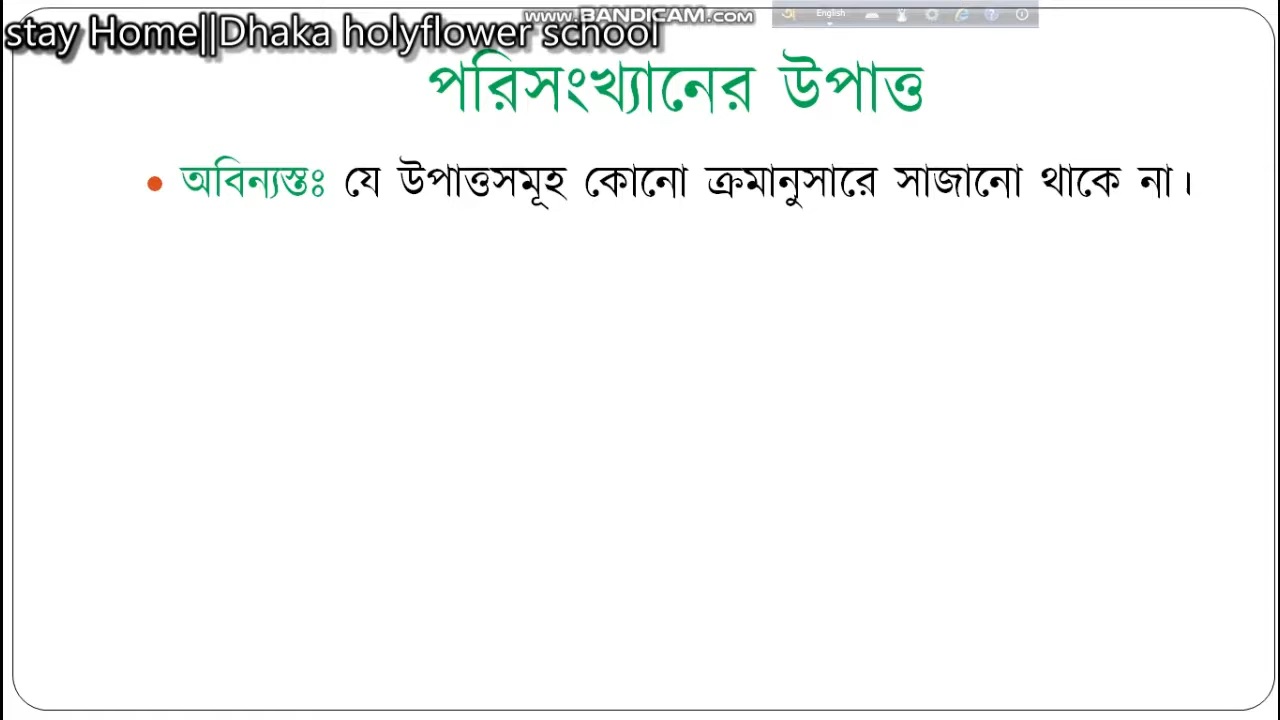 www.BANDICAM.com
English
stay Home||Dhaka holyflower school
পরিসংখ্যানের উপাত্ত
• অবিন্যস্তঃ যে উপাত্তসমূহ কোনো ক্রমানুসারে সাজানো থাকে না।